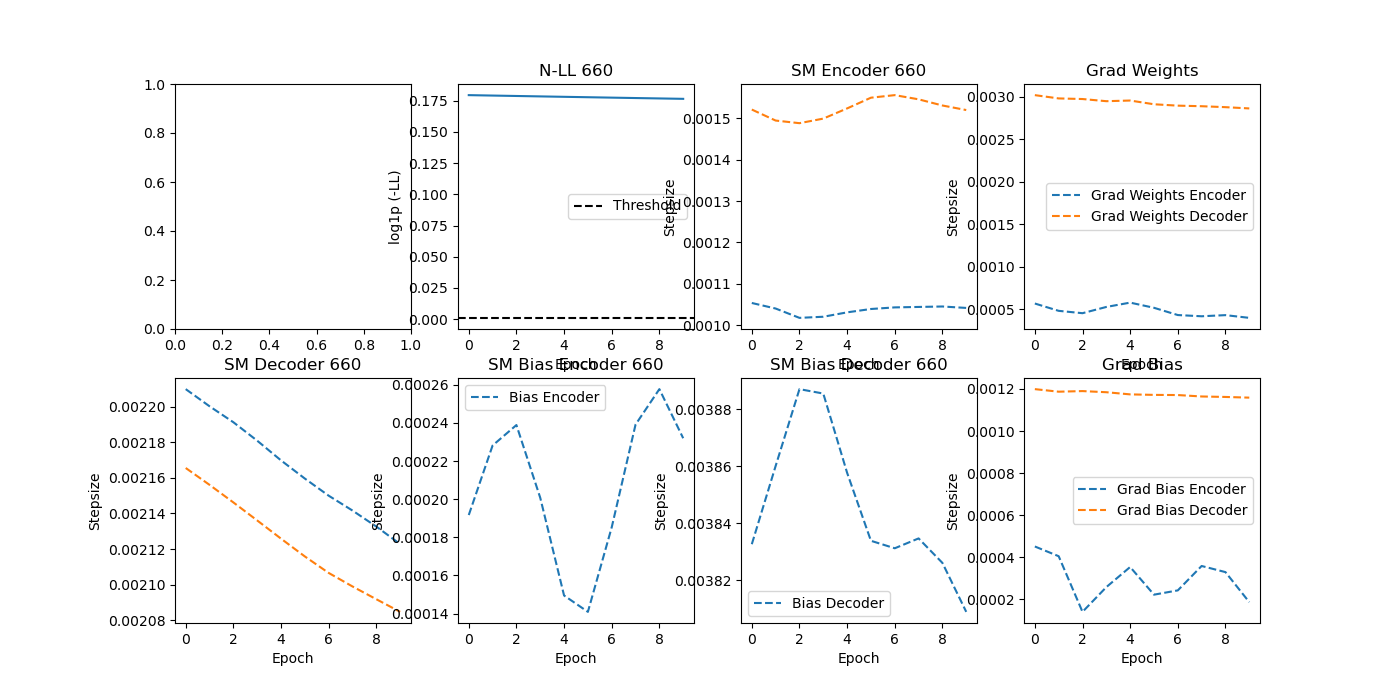 N-LL 660
SM Encoder 660
Grad Weights
1.0
0.8
0.6
0.4
0.2
0.0
0.0 0.2 0.4 0.6 0.8 1.0
log1p (-LL)
0.175
0.150
0.125
0.100
0.075
0.050
0.025
0.000
Threshold
0 2 4 6 8
Epoch
Stepsize
0.0015
0.0014
0.0013
0.0012
0.0011
0.0010
0 2 4 6 8
Epoch
Stepsize
0.0030
0.0025
0.0020
0.0015
0.0010
0.0005
Grad Weights Encoder
Grad Weights Decoder
0 2 4 6 8
Epoch
SM Decoder 660
SM Bias Encoder 660
SM Bias Decoder 660
Grad Bias
Stepsize
0.00220
0.00218
0.00216
0.00214
0.00212
0.00210
0.00208
0 2 4 6 8
Epoch
Stepsize
0.00026
0.00024
0.00022
0.00020
0.00018
0.00016
0.00014
Bias Encoder
0 2 4 6 8
Epoch
Stepsize
0.00388
0.00386
0.00384
0.00382
Bias Decoder
0 2 4 6 8
Epoch
Stepsize
0.0012
0.0010
0.0008
0.0006
0.0004
0.0002
Grad Bias Encoder
Grad Bias Decoder
0 2 4 6 8
Epoch